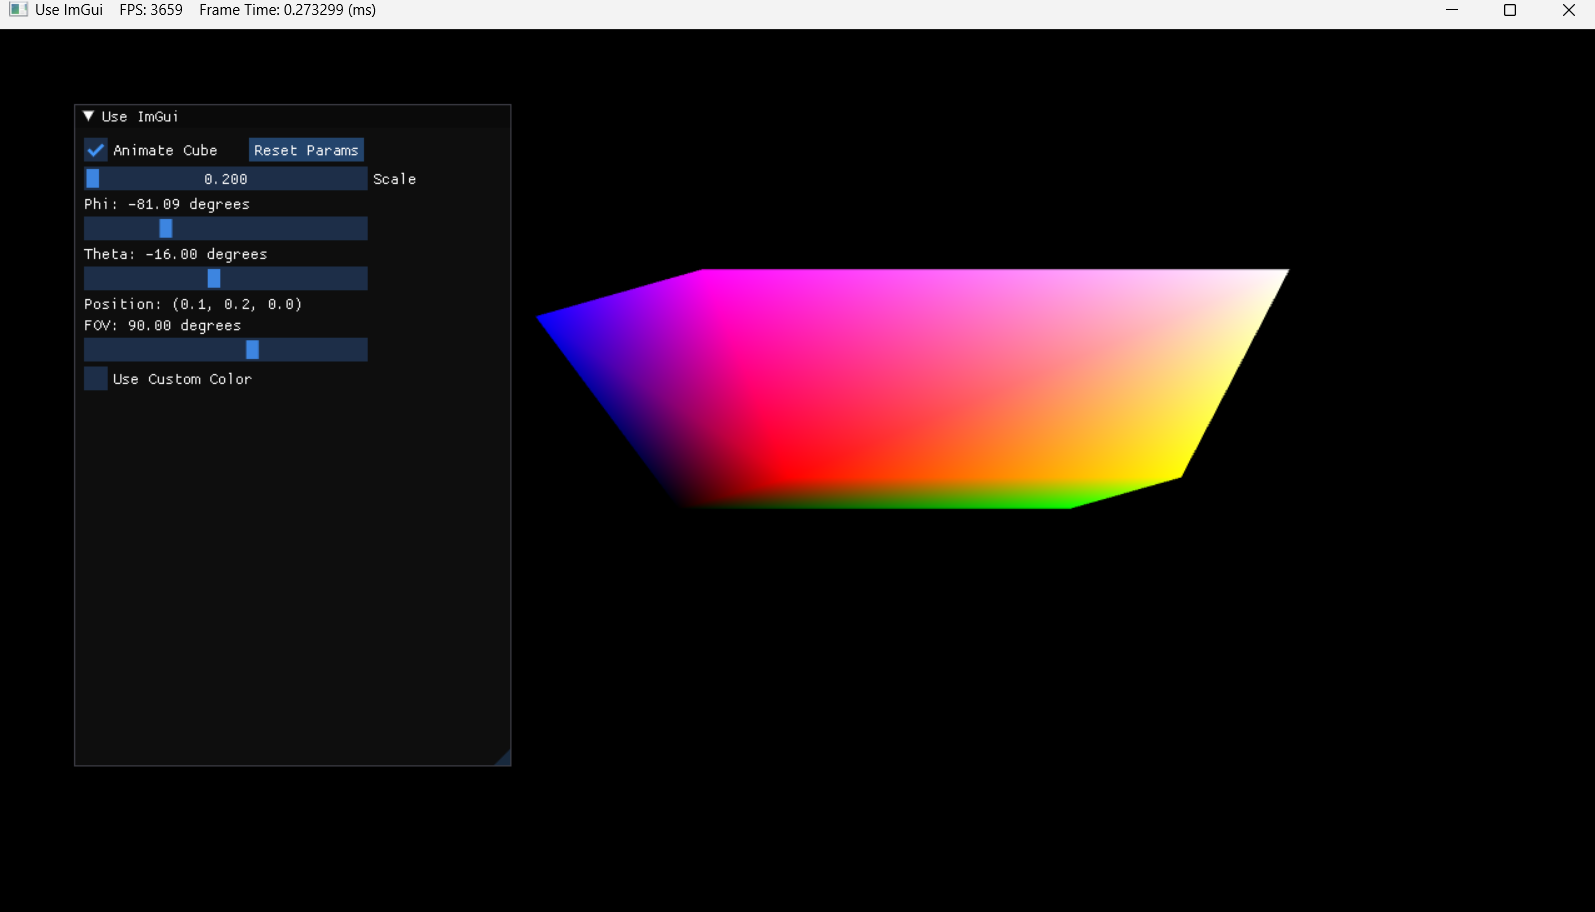 Use ImGui    FPS: 3659    Frame Time: 0.273299 (ms)
Use ImGui
Animate Cube    Reset Params
0.200 Scale
Phi: -81.09 degrees
Theta: -16.00 degrees
Position: (0.1, 0.2, 0.0)
FOV: 90.00 degrees
Use Custom Color